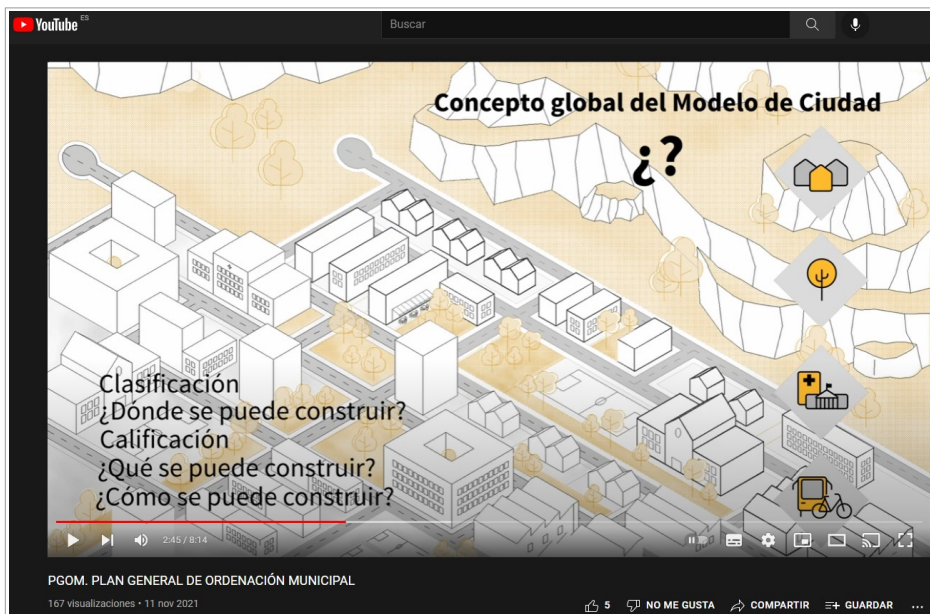 YouTube ES
Buscar
Concepto global del Modelo de Ciudad
¿?
Clasificación
¿Dónde se puede construir?
Calificación
¿Qué se puede construir?
¿Cómo se puede construir?
2:45 / 8:14
PGOM. PLAN GENERAL DE ORDENACIÓN MUNICIPAL
167 visualizaciones • 11 nov 2021
5 NO ME GUSTA COMPARTIR GUARDAR ...